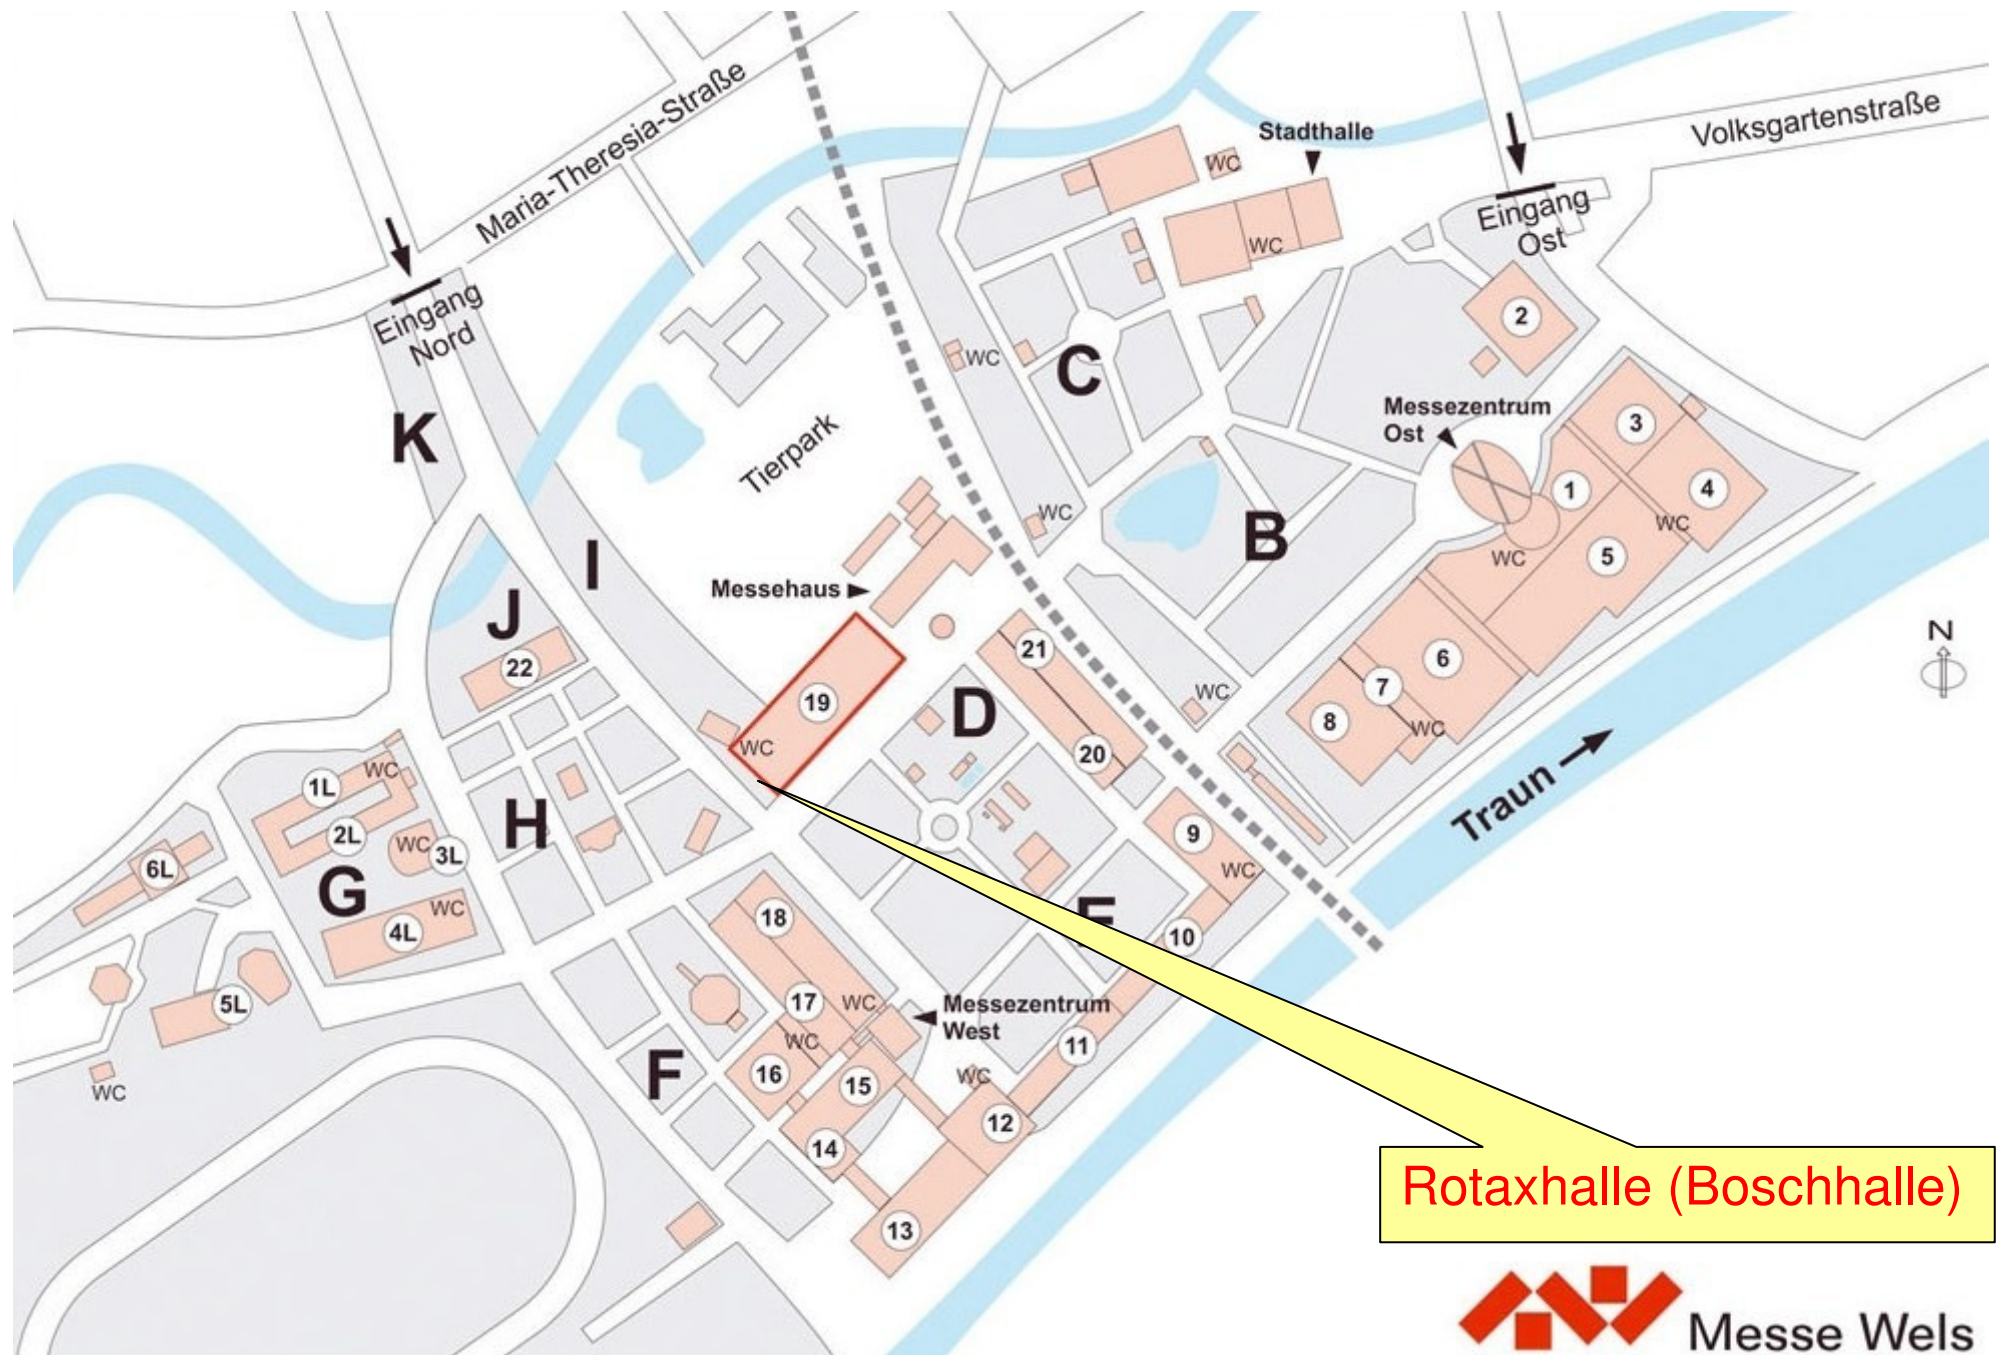 Maria-Theresia-Straße
Volksgartenstraße
Stadthalle
WC
WC
Eingang
Nord
Eingang
Ost
2
K
C
WC
Messezentrum
Ost
3
1
4
WC
WC
5
Tierpark
WC
B
I
J
Messehaus
22
21
19
WC
D
20
WC
6
7
8
WC
N
Traun
1L
WC
2L
WC
3L
6L
G
4L
WC
5L
WC
H
9
WC
10
E
18
17
WC
WC
Messezentrum
West
16
15
F
11
WC
12
14
13
Rotaxhalle (Boschhalle)
Messe Wels